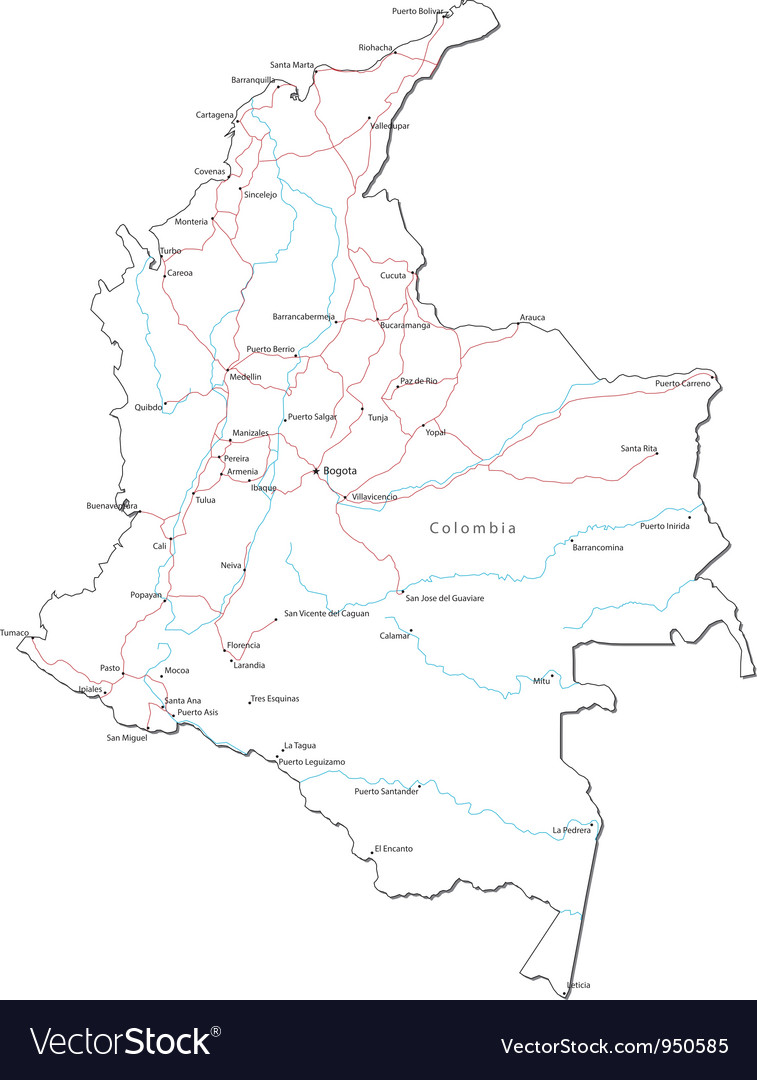 Puerto Bolivar
Riohacha
Santa Marta
Barranquilla
Cartagena
Valledupar
Covenas
Sincelejo
Monteria
Turbo
Careoa
Cucuta
Barrancabermeja
Arauca
Bucaramanga
Puerto Berrio
Medellin
Paz de Rio
Puerto Carreno
Quibdo
Puerto Salgar
Tunja
Manizales
Yopal
Santa Rita
Pereira
Armenia
Bogota
Ibaque
Tulua
Villavicencio
Buenaventura
Colombia
Puerto Inirida
Cali
Barrancomina
Neiva
Popayan
San Jose del Guaviare
San Vicente del Caguan
Tumaco
Calamar
Florencia
Larandia
Pasto
Mocoa
Mitu
Ipiales
Santa Ana
Tres Esquinas
Puerto Asis
San Miguel
La Tagua
Puerto Leguizamo
Puerto Santander
La Pedrera
El Encanto
Leticia
VectorStock®
VectorStock.com/950585